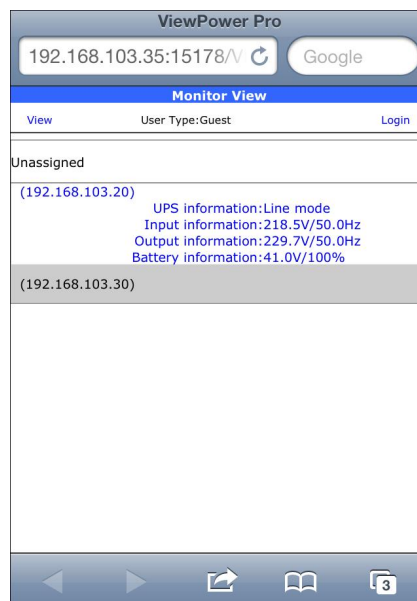 ViewPower Pro
192.168.103.35:15178/V Google
Monitor View
View User Type:Guest Login
Unassigned
(192.168.103.20)
UPS information:Line mode
Input information:218.5V/50.0Hz
Output information:229.7V/50.0Hz
Battery information:41.0V/100%
(192.168.103.30)
3